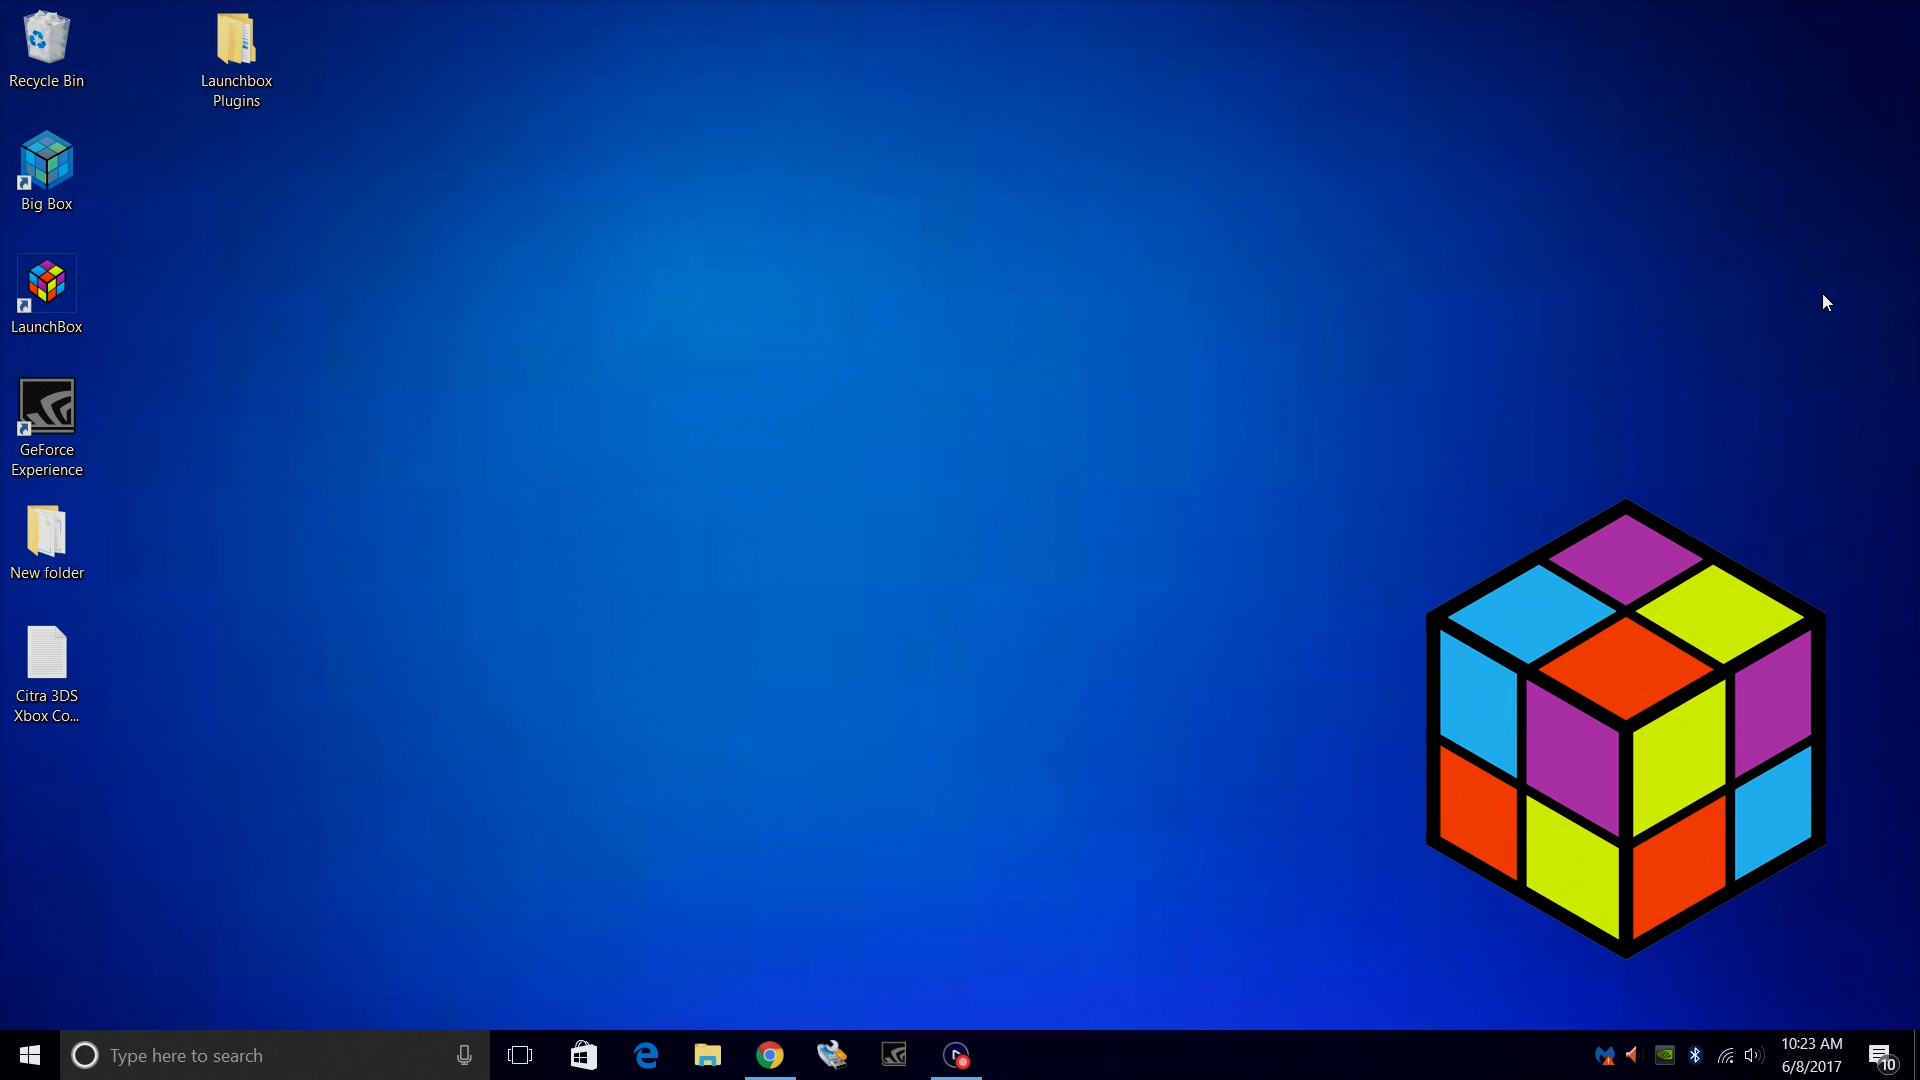 Recycle Bin
Launchbox
Plugins
Big Box
LaunchBox
GeForce
Experience
New folder
Citra 3DS
Xbox Co...
Type here to search
10:23 AM
6/8/2017
10